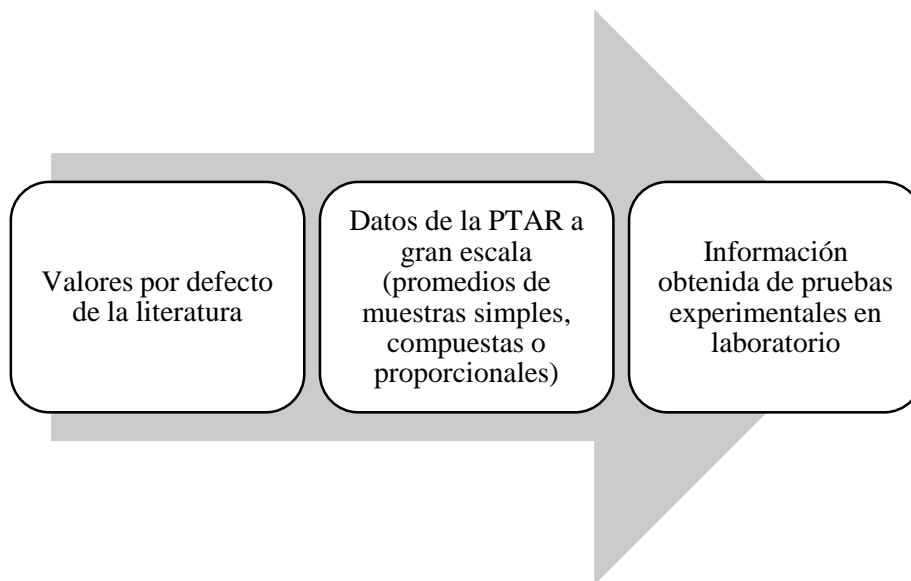 Valores por defecto
de la literatura
Datos de la PTAR a
gran escala
(promedios de
muestras simples,
compuestas o
proporcionales)
Información
obtenida de pruebas
experimentales en
laboratorio